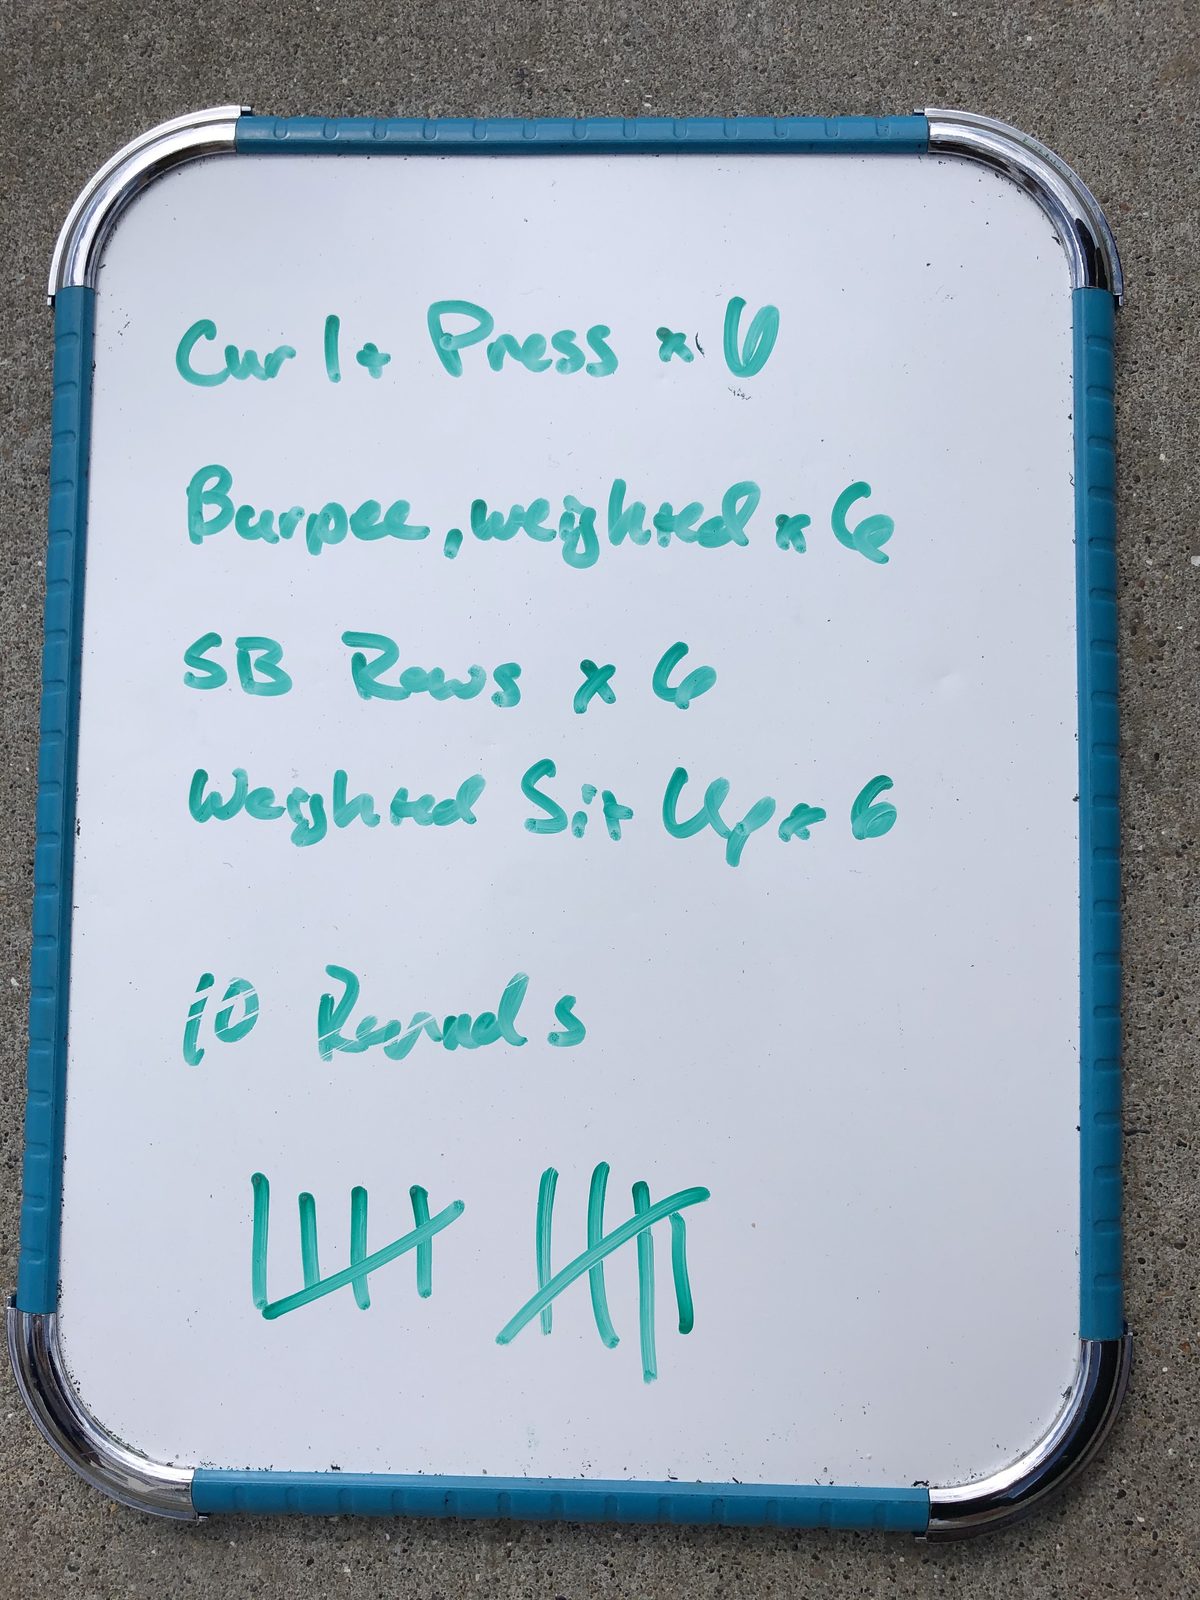 Curl + Press x 6
Burpee, weighted x 6
SB Rows x 6
Weighted Sit Up x 6
10 Rounds